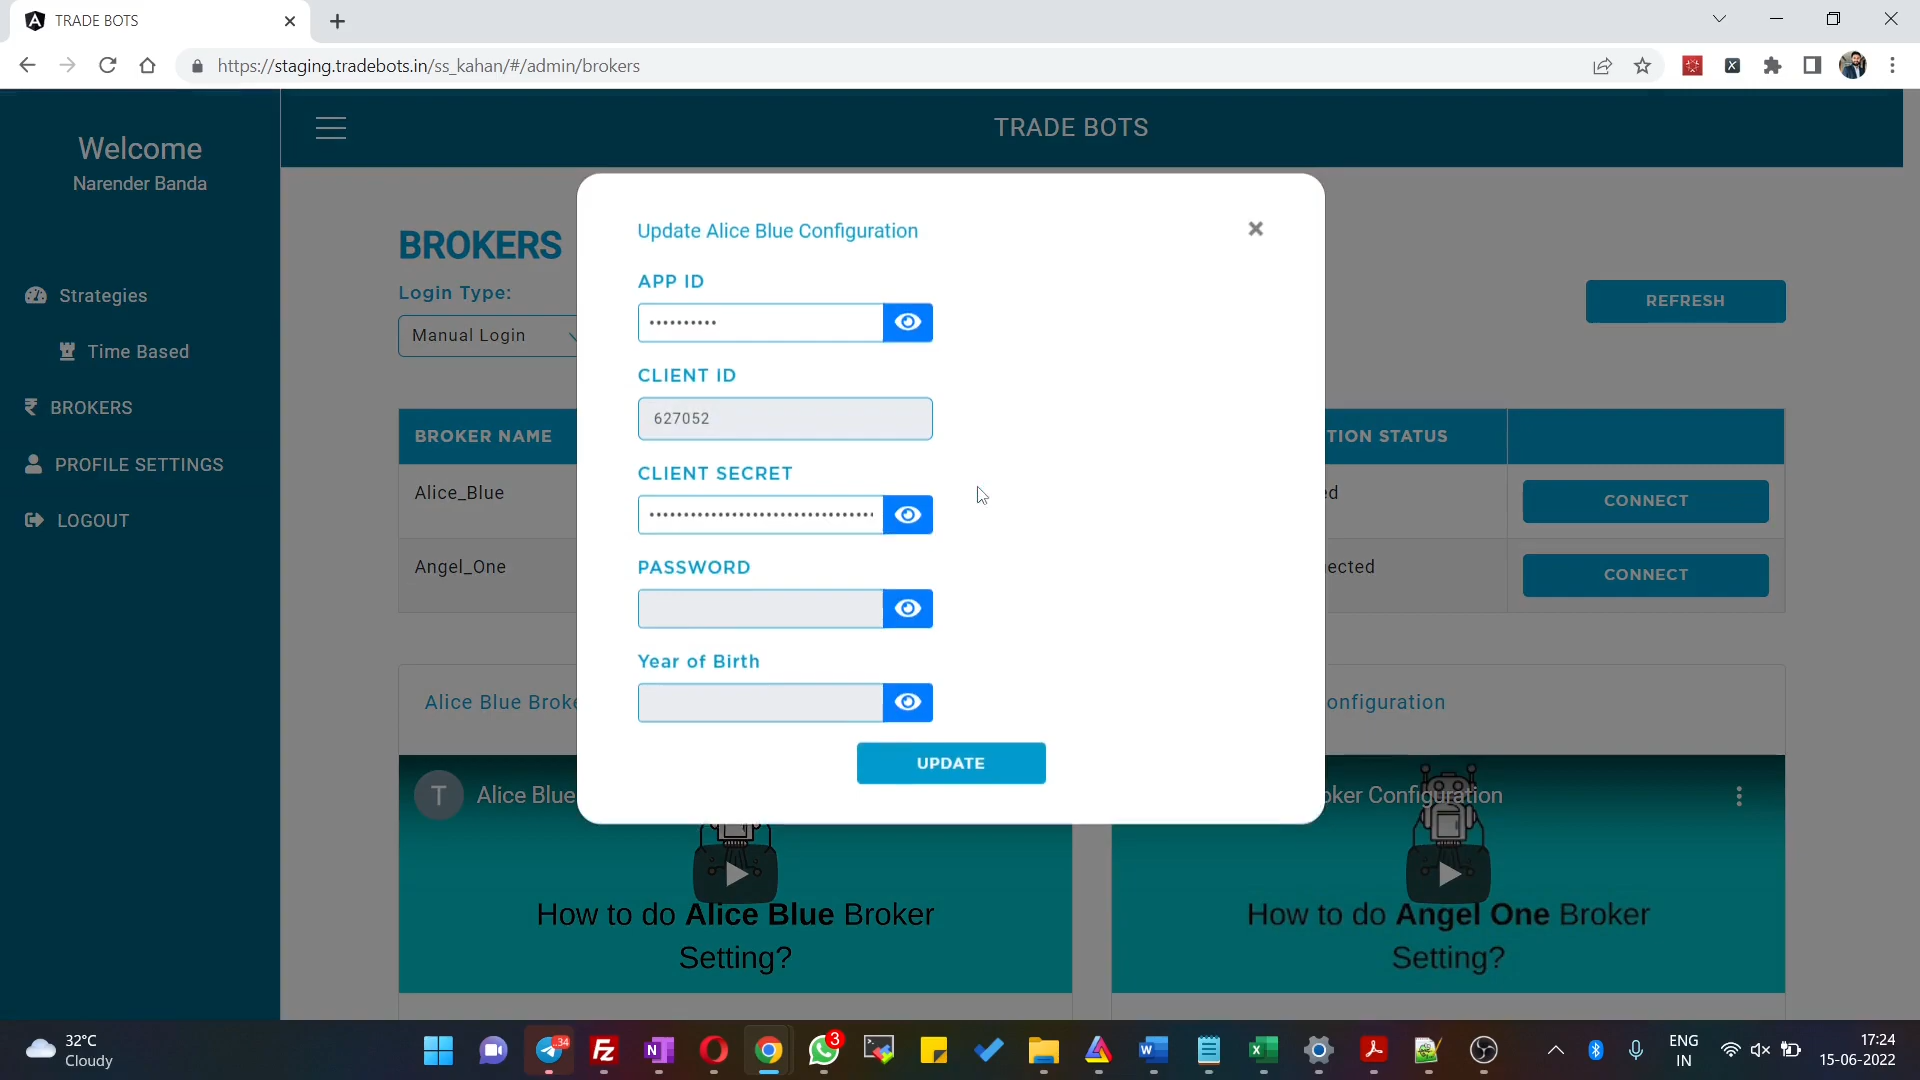 TRADE BOTS
https://staging.tradebots.in/ss_kahan/#/admin/brokers
Welcome
Narender Banda
Strategies
Time Based
BROKERS
PROFILE SETTINGS
LOGOUT
TRADE BOTS
BROKERS
Login Type:
Manual Login
REFRESH
BROKER NAME
TION STATUS
Alice_Blue
ed
CONNECT
Angel_One
ected
CONNECT
Update Alice Blue Configuration
APP ID
••••••••••
CLIENT ID
627052
CLIENT SECRET
PASSWORD
Year of Birth
UPDATE
Alice Blue Broke
onfiguration
T
Alice Blue
oker Configuration
How to do Alice Blue Broker
Setting?
How to do Angel One Broker
Setting?
32°C
Cloudy
34
3
ENG
IN
17:24
15-06-2022